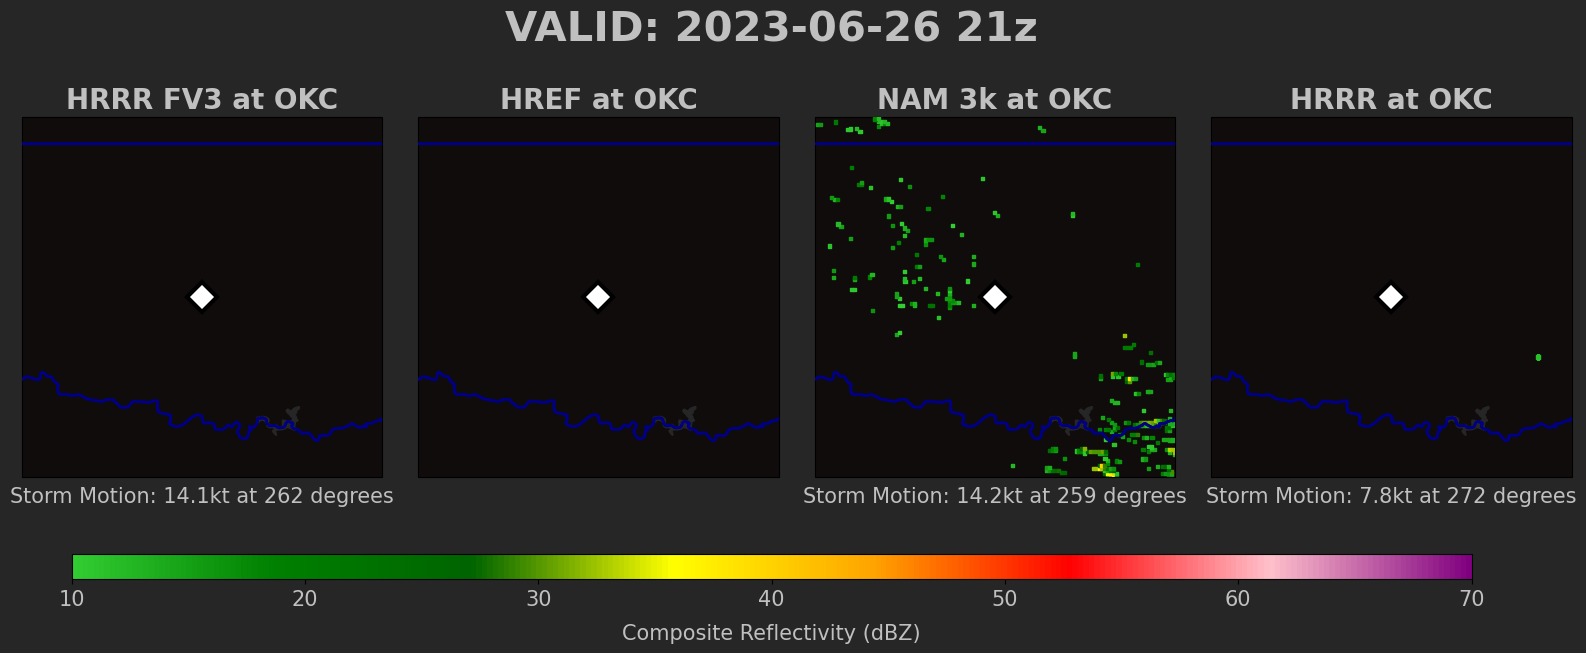 VALID: 2023-06-26 21z
HRRR FV3 at OKC
HREF at OKC
NAM 3k at OKC
HRRR at OKC
Storm Motion: 14.1kt at 262 degrees
Storm Motion: 14.2kt at 259 degrees
Storm Motion: 7.8kt at 272 degrees
10 20 30 40 50 60 70
Composite Reflectivity (dBZ)